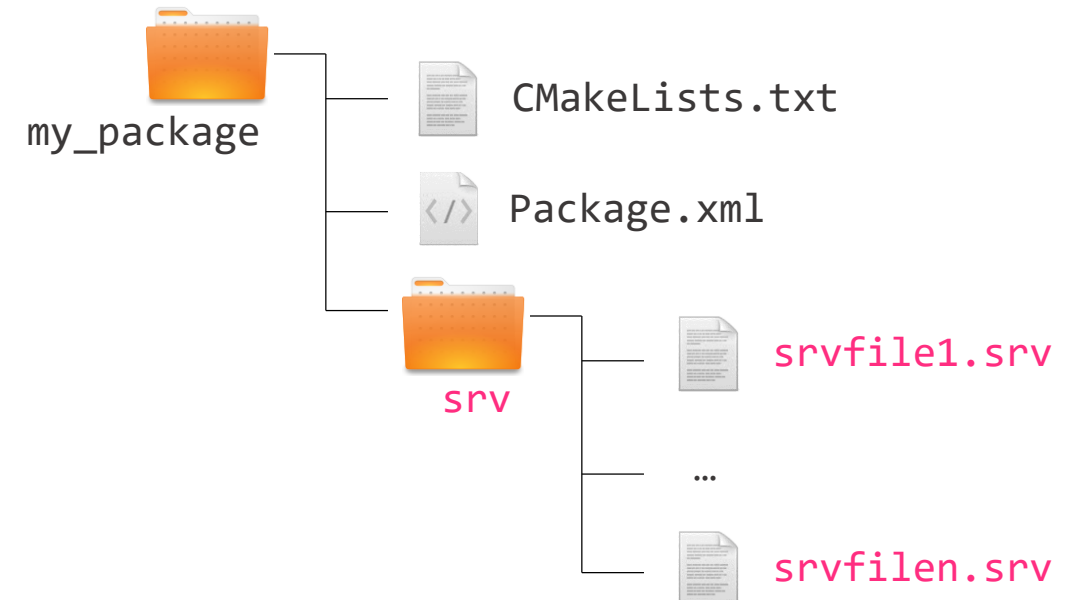 my_package
CMakeLists.txt
</>
Package.xml
srv
srvfile1.srv
…
srvfilen.srv